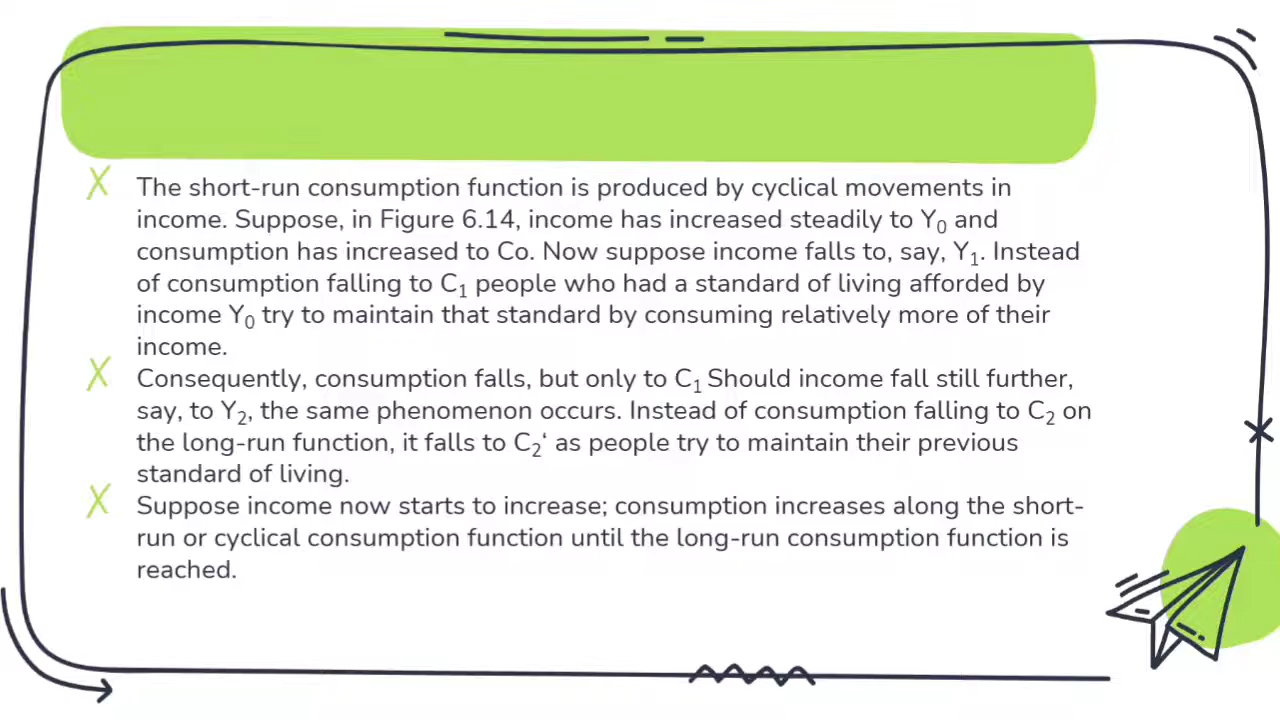 The short-run consumption function is produced by cyclical movements in
income. Suppose, in Figure 6.14, income has increased steadily to Y₀ and
consumption has increased to Co. Now suppose income falls to, say, Y₁. Instead
of consumption falling to C₁ people who had a standard of living afforded by
income Y₀ try to maintain that standard by consuming relatively more of their
income.
Consequently, consumption falls, but only to C₁ Should income fall still further,
say, to Y₂, the same phenomenon occurs. Instead of consumption falling to C₂ on
the long-run function, it falls to C₂‘ as people try to maintain their previous
standard of living.
Suppose income now starts to increase; consumption increases along the short-
run or cyclical consumption function until the long-run consumption function is
reached.